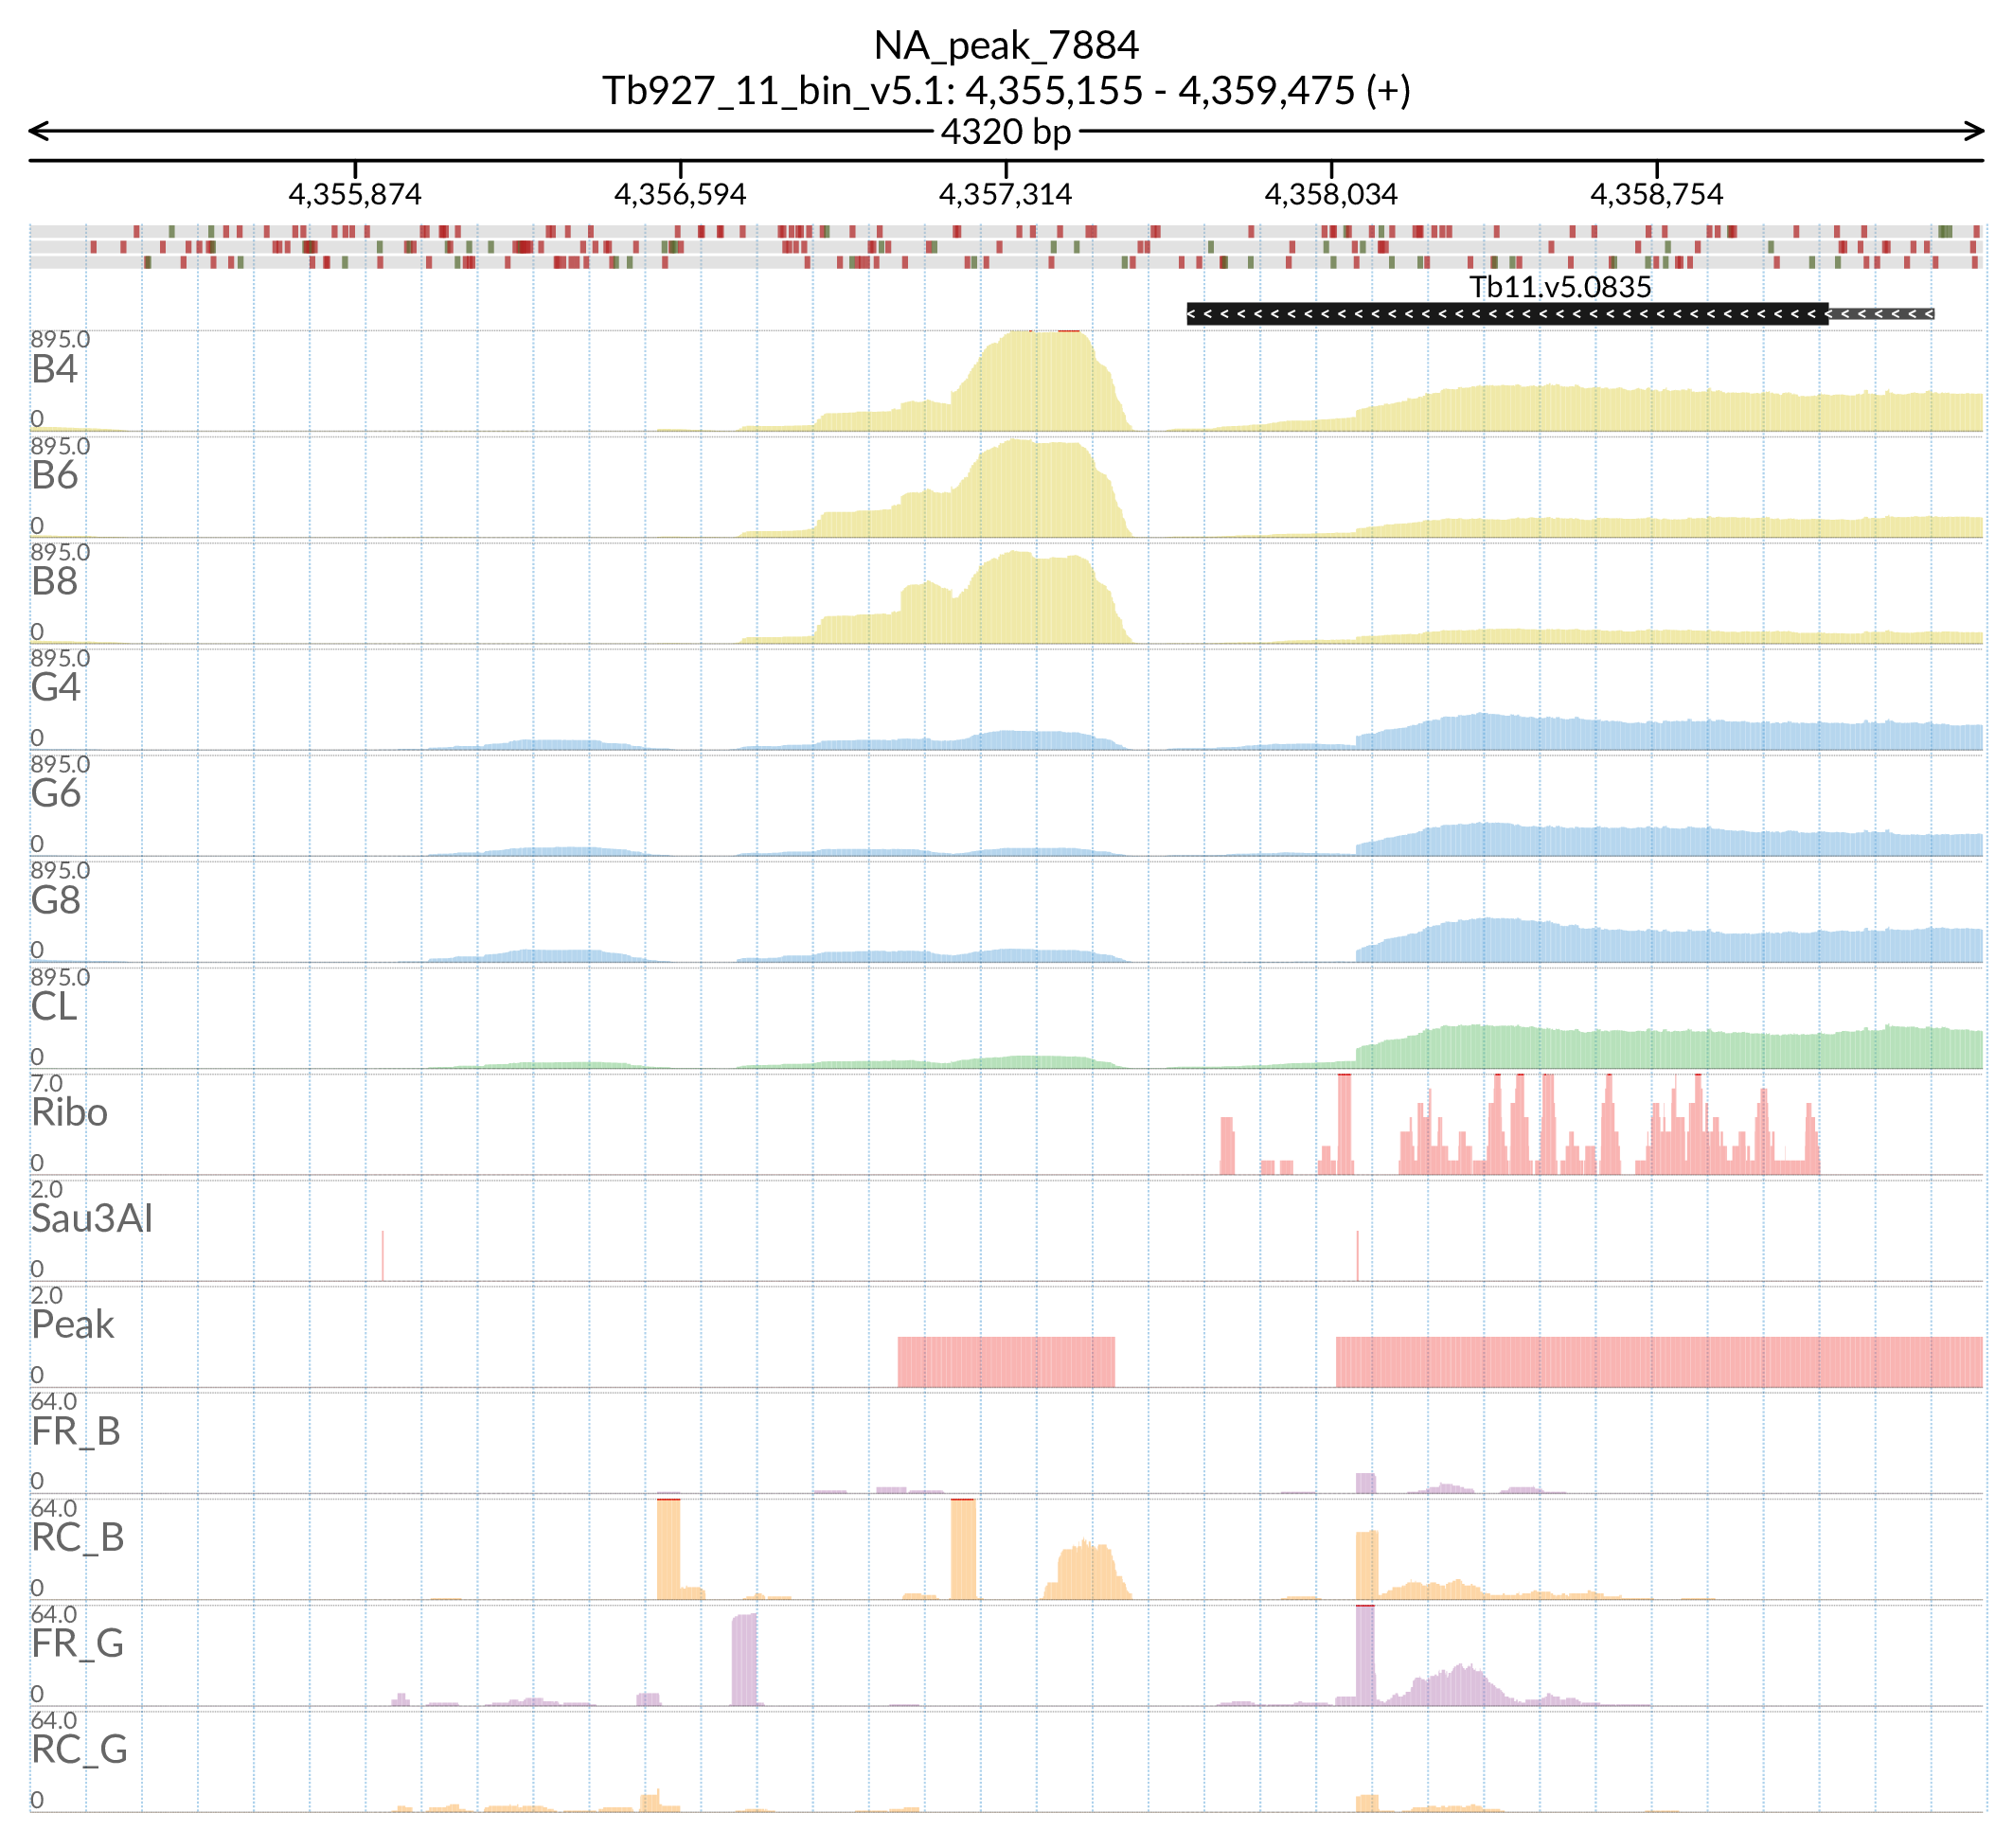 NA_peak_7884
Tb927_11_bin_v5.1: 4,355,155 - 4,359,475 (+)
4320 bp
4,355,874 4,356,594 4,357,314 4,358,034 4,358,754
Tb11.v5.0835
895.0
B4
0
895.0
B6
0
895.0
B8
0
895.0
G4
0
895.0
G6
0
895.0
G8
0
895.0
CL
0
7.0
Ribo
0
2.0
Sau3AI
0
2.0
Peak
0
64.0
FR_B
0
64.0
RC_B
0
64.0
FR_G
0
64.0
RC_G
0